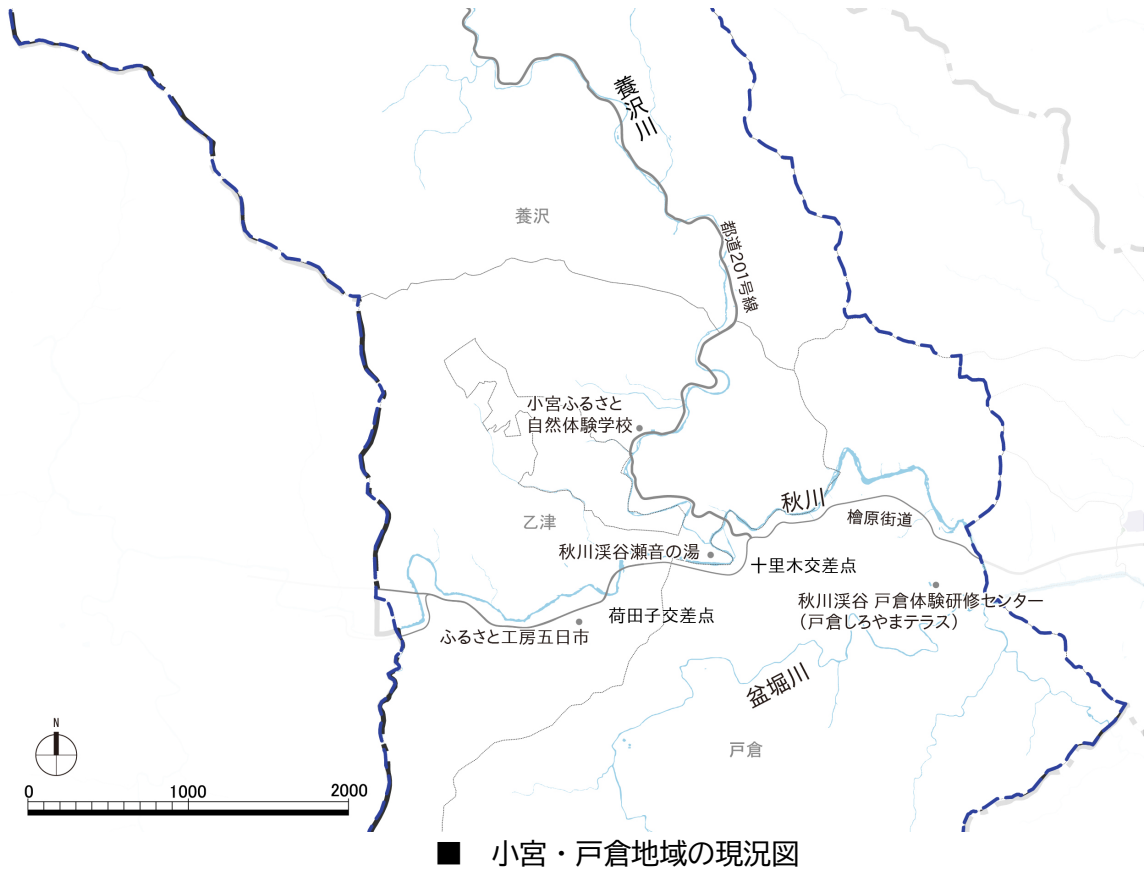 養沢川
養沢
都道201号線
小宮ふるさと
自然体験学校
秋川
檜原街道
乙津
秋川渓谷瀬音の湯
十里木交差点
秋川渓谷 戸倉体験研修センター
（戸倉しろやまテラス）
荷田子交差点
ふるさと工房五日市
盆堀川
戸倉
N
0 1000 2000
■ 小宮・戸倉地域の現況図